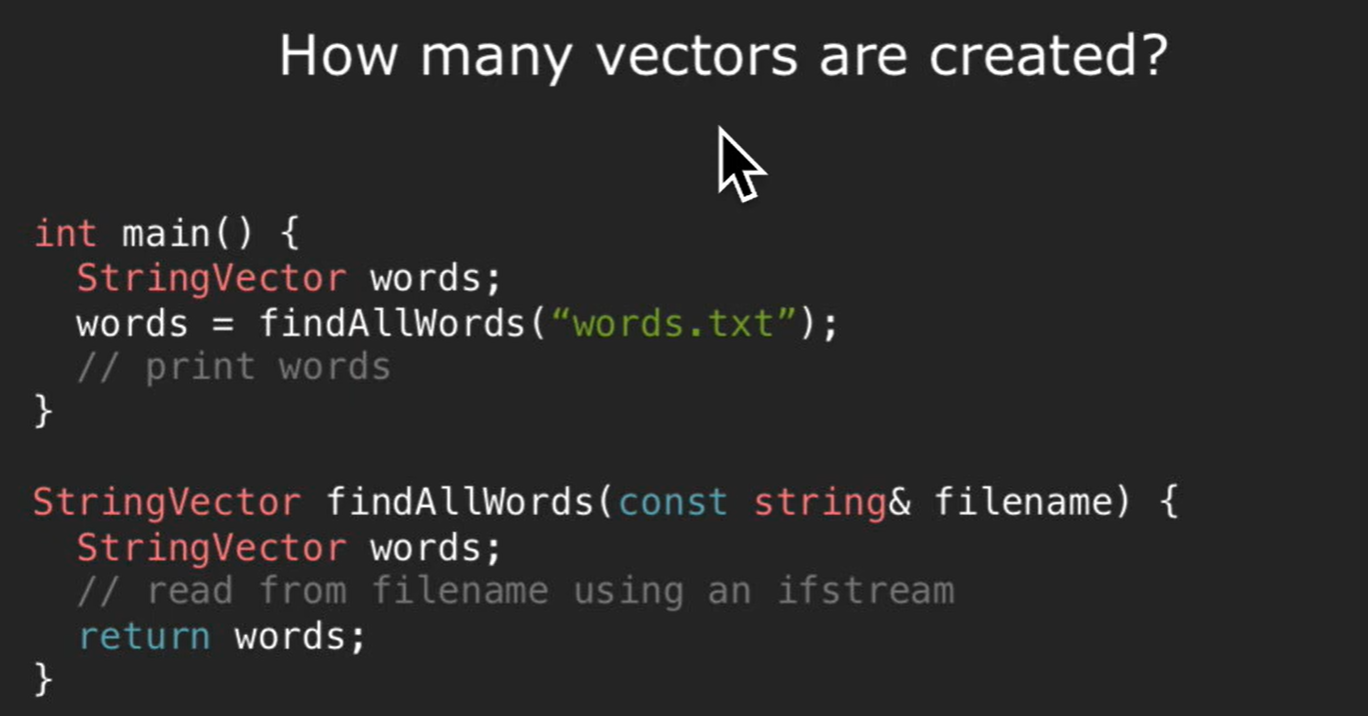 How many vectors are created?
int main() {
StringVector words;
words = findAllWords(“words.txt”);
// print words
}
StringVector findAllWords(const string& filename) {
StringVector words;
// read from filename using an ifstream
return words;
}